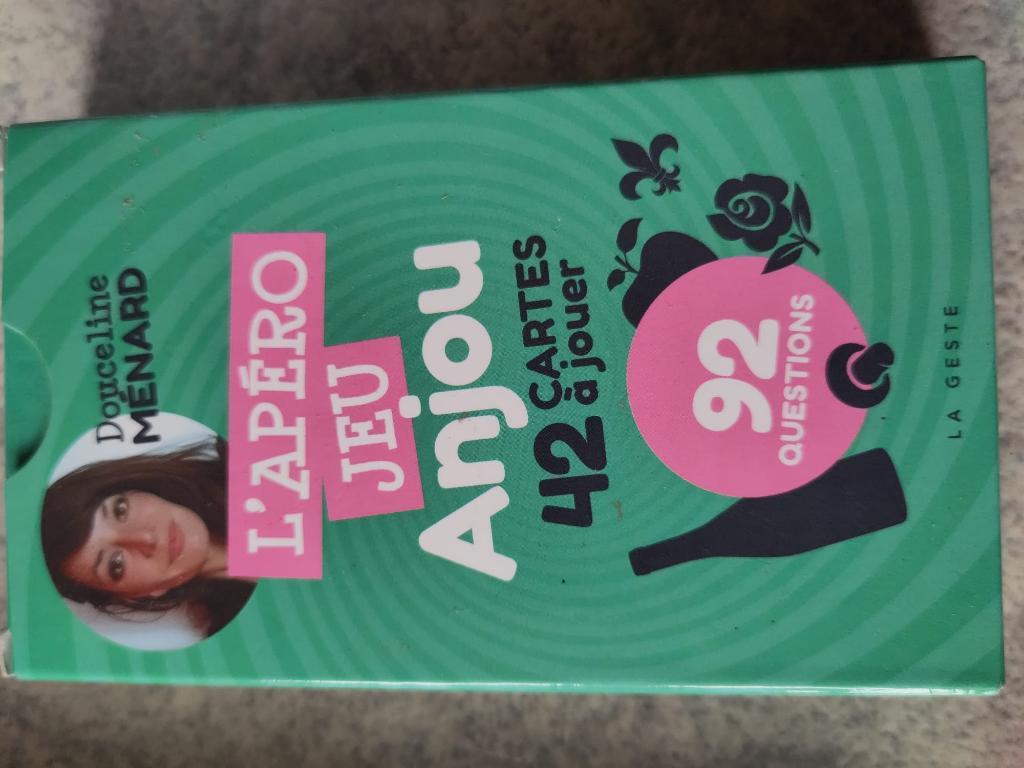 Douceline
MÉNARD
L'APÉRO
JEU
Anjou
42 CARTES
à jouer
92
QUESTIONS
LA GESTE